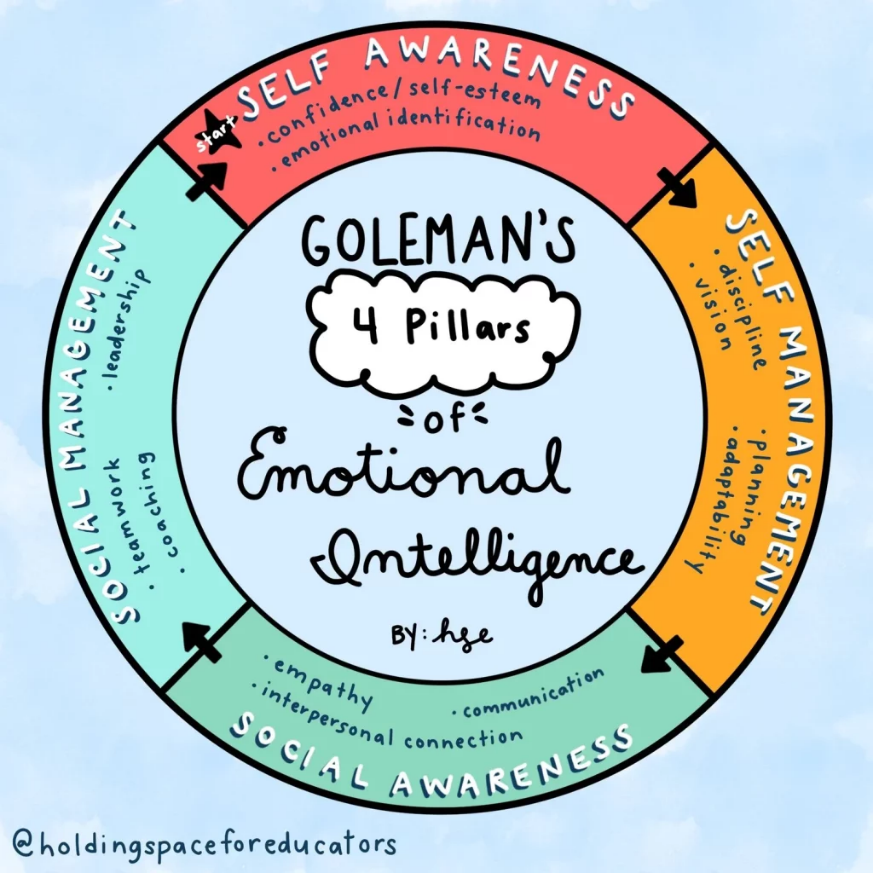 start
SELF AWARENESS
• confidence/self-esteem
• emotional identification
SELF MANAGEMENT
• discipline
• vision
• planning
• adaptability
SOCIAL AWARENESS
• empathy
• interpersonal connection
• communication
SOCIAL MANAGEMENT
• leadership
• teamwork
• coaching
GOLEMAN'S
4 Pillars
of
Emotional
Intelligence
BY: hse
@holdingspaceforeducators